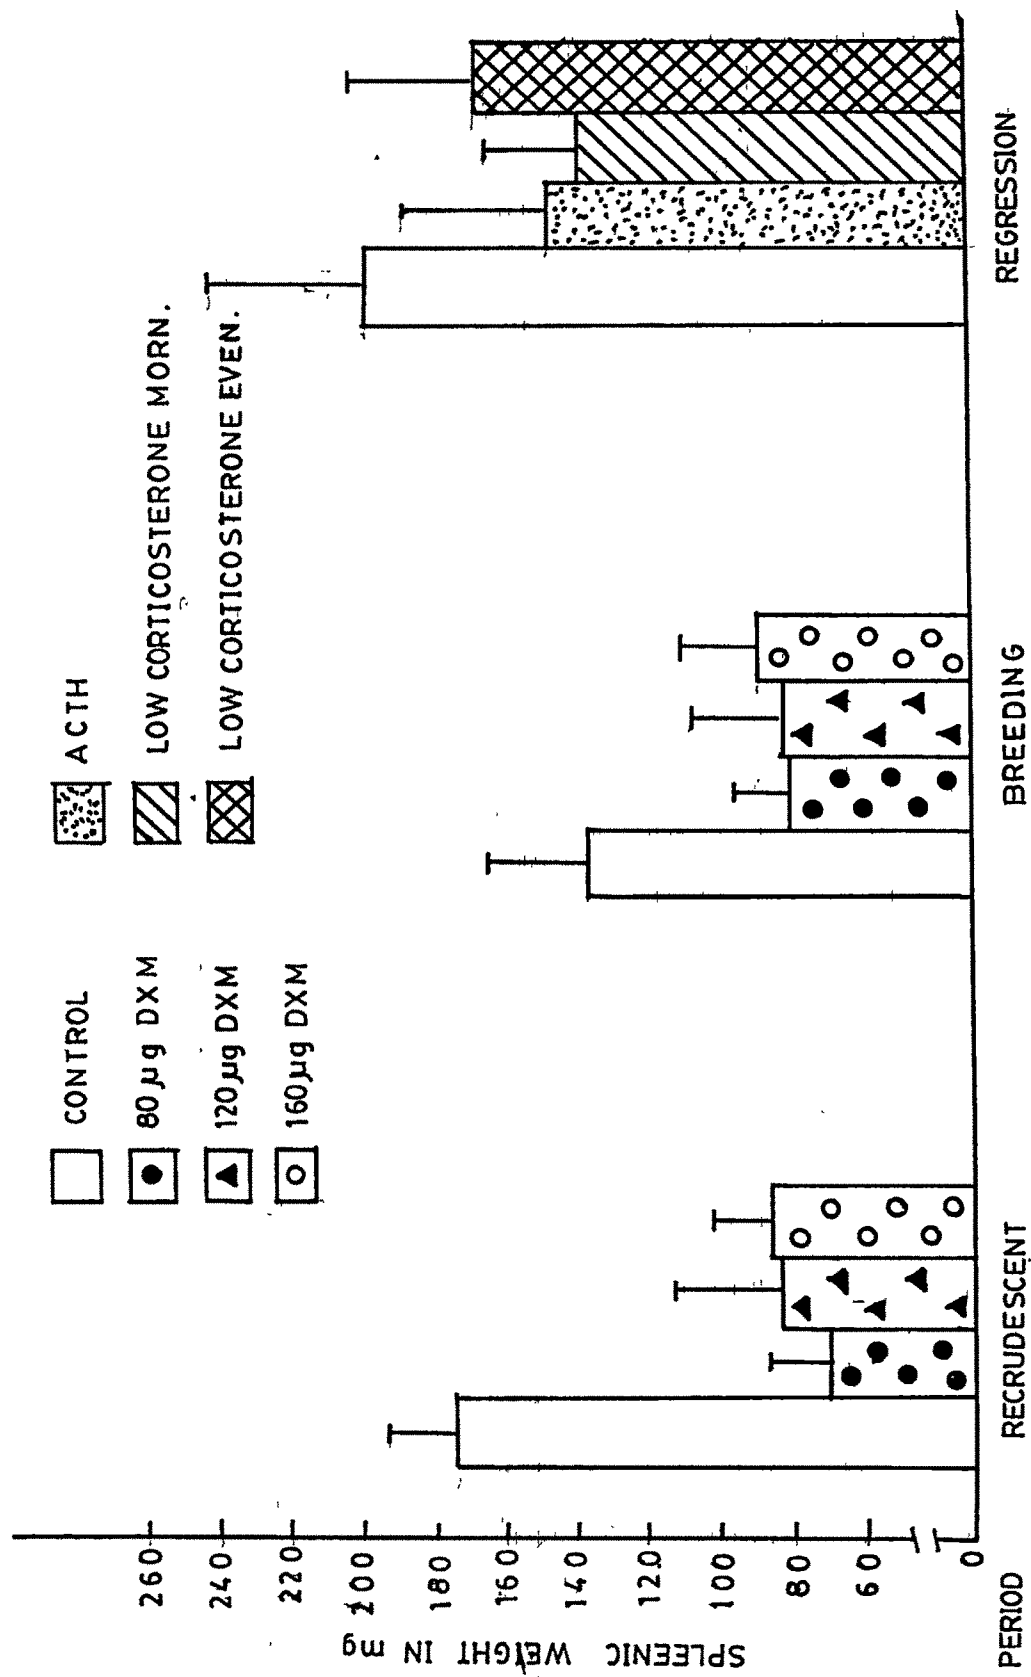 CONTROL
80 µg DXM
120 µg DXM
160 µg DXM
ACTH
LOW CORTICOSTERONE MORN.
LOW CORTICOSTERONE EVEN.
SPLEENIC WEIGHT IN mg
260
240
220
200
180
160
140
120
100
80
60
0
PERIOD RECRUDESCENT BREEDING REGRESSION